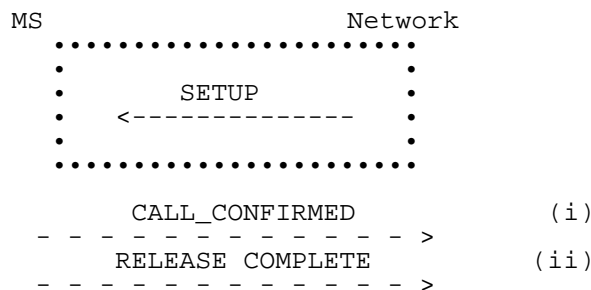 MS Network
SETUP
CALL_CONFIRMED (i)
RELEASE COMPLETE (ii)